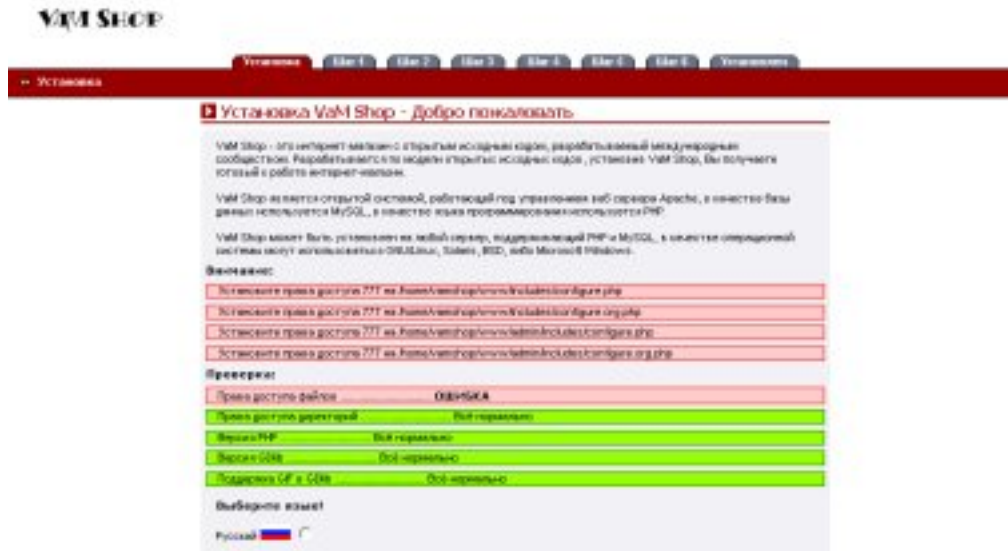 VaM Shop
Установка Шаг 1 Шаг 2 Шаг 3 Шаг 4 Шаг 5 Шаг 6 Установлен
Установка
Установка VaM Shop - Добро пожаловать
VaM Shop - это интернет-магазин с открытым исходным кодом, разрабатываемый международным
сообществом. Разрабатывается по модели открытых исходных кодов, установив VaM Shop, Вы получаете
готовый к работе интернет-магазин.
VaM Shop является открытой системой, работающей под управлением веб сервера Apache, в качестве базы
данных используется MySQL, в качестве языка программирования используется PHP.
VaM Shop может быть установлен на любой сервер, поддерживающий PHP и MySQL, в качестве операционной
системы могут использоваться GNU/Linux, Solaris, BSD, либо Microsoft Windows.
Внимание:
Установите права доступа 777 на /home/vamshop/www/includes/configure.php
Установите права доступа 777 на /home/vamshop/www/includes/configure.org.php
Установите права доступа 777 на /home/vamshop/www/admin/includes/configure.php
Установите права доступа 777 на /home/vamshop/www/admin/includes/configure.org.php
Проверка:
Права доступа файлов ........................ ОШИБКА
Права доступа директорий ........................ Всё нормально
Версия PHP ........................ Всё нормально
Версия GDlib ........................ Всё нормально
Поддержка GIF в GDlib ........................ Всё нормально
Выберите язык!
Русский